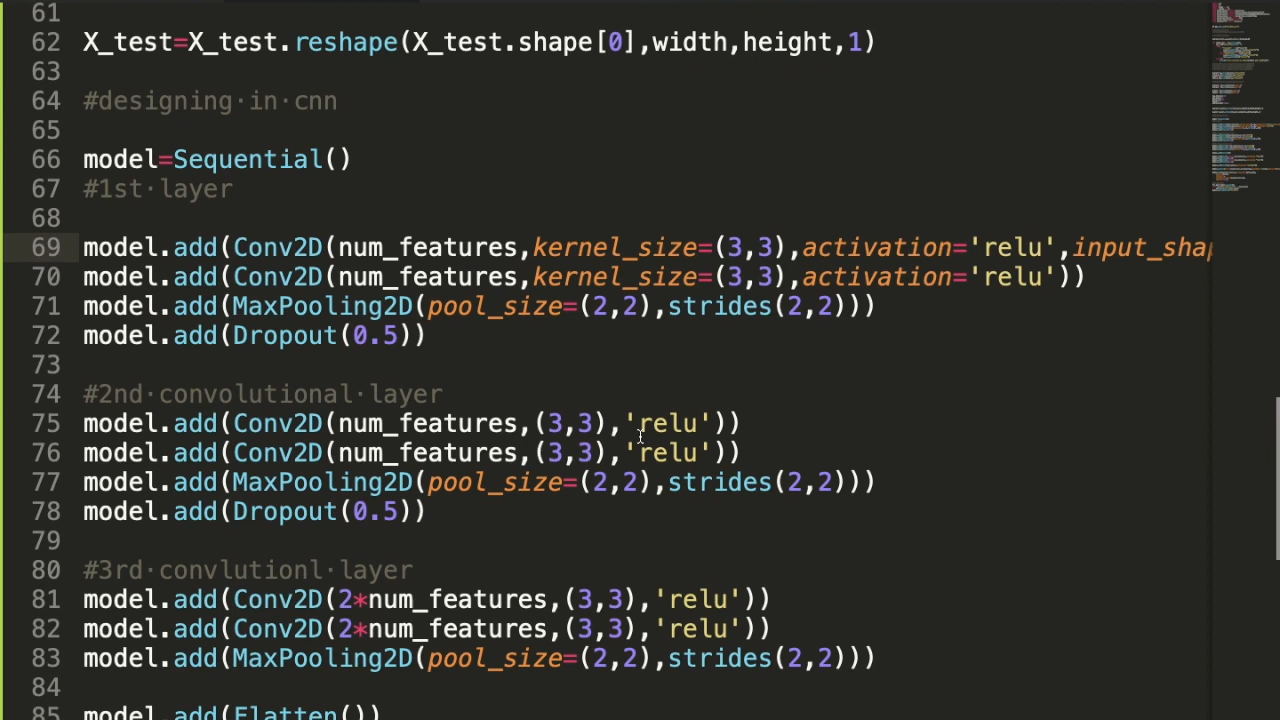 61
62 X_test=X_test.reshape(X_test.shape[0],width,height,1)
63
64 #designing·in·cnn
65
66 model=Sequential()
67 #1st·layer
68
69 model.add(Conv2D(num_features,kernel_size=(3,3),activation='relu',input_shap
70 model.add(Conv2D(num_features,kernel_size=(3,3),activation='relu'))
71 model.add(MaxPooling2D(pool_size=(2,2),strides(2,2)))
72 model.add(Dropout(0.5))
73
74 #2nd·convolutional·layer
75 model.add(Conv2D(num_features,(3,3),'relu'))
76 model.add(Conv2D(num_features,(3,3),'relu'))
77 model.add(MaxPooling2D(pool_size=(2,2),strides(2,2)))
78 model.add(Dropout(0.5))
79
80 #3rd·convlutionl·layer
81 model.add(Conv2D(2*num_features,(3,3),'relu'))
82 model.add(Conv2D(2*num_features,(3,3),'relu'))
83 model.add(MaxPooling2D(pool_size=(2,2),strides(2,2)))
84
85 model.add(Flatten())